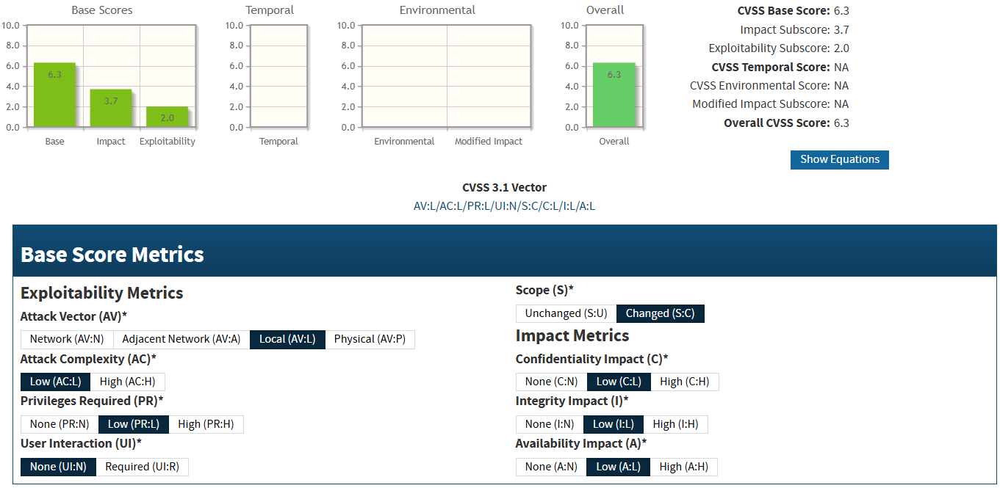 Base Scores
10.0
8.0
6.0
4.0
2.0
0.0
6.3
3.7
2.0
Base
Impact
Exploitability
Temporal
10.0
8.0
6.0
4.0
2.0
0.0
Temporal
Environmental
10.0
8.0
6.0
4.0
2.0
0.0
Environmental
Modified Impact
Overall
10.0
8.0
6.0
4.0
2.0
0.0
6.3
Overall
CVSS Base Score: 6.3
Impact Subscore: 3.7
Exploitability Subscore: 2.0
CVSS Temporal Score: NA
CVSS Environmental Score: NA
Modified Impact Subscore: NA
Overall CVSS Score: 6.3
Show Equations
CVSS 3.1 Vector
AV:L/AC:L/PR:L/UI:N/S:C/C:L/I:L/A:L
Base Score Metrics
Exploitability Metrics
Attack Vector (AV)*
Network (AV:N) Adjacent Network (AV:A) Local (AV:L) Physical (AV:P)
Attack Complexity (AC)*
Low (AC:L) High (AC:H)
Privileges Required (PR)*
None (PR:N) Low (PR:L) High (PR:H)
User Interaction (UI)*
None (UI:N) Required (UI:R)
Scope (S)*
Unchanged (S:U) Changed (S:C)
Impact Metrics
Confidentiality Impact (C)*
None (C:N) Low (C:L) High (C:H)
Integrity Impact (I)*
None (I:N) Low (I:L) High (I:H)
Availability Impact (A)*
None (A:N) Low (A:L) High (A:H)